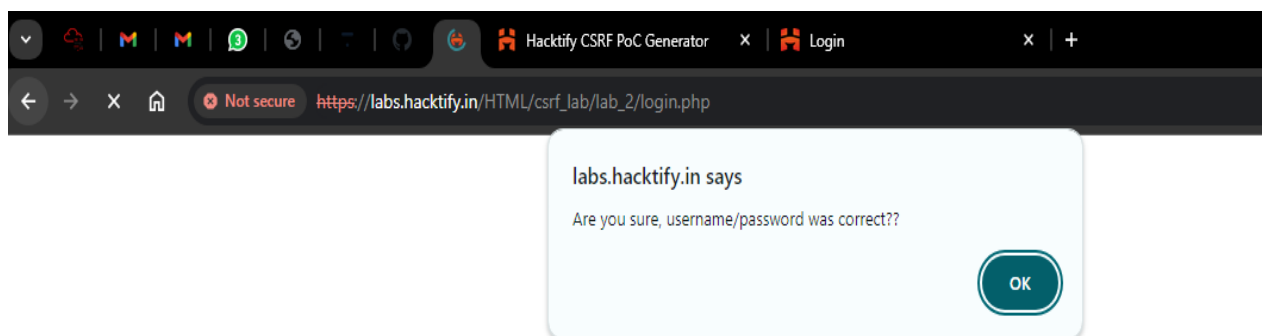 3
Hacktify CSRF PoC Generator
Login
Not secure https://labs.hacktify.in/HTML/csrf_lab/lab_2/login.php
labs.hacktify.in says
Are you sure, username/password was correct??
OK